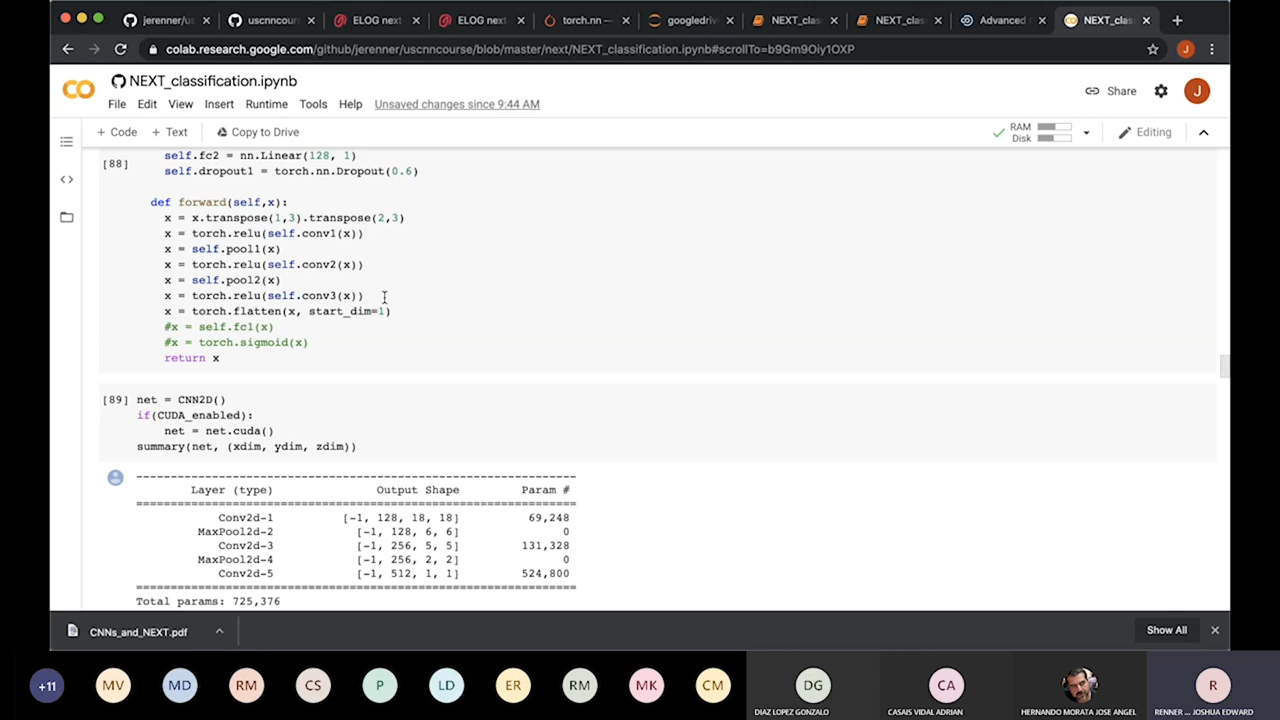 jerenner/us
uscnncour
ELOG next
ELOG next
torch.nn —
googledriv
NEXT_clas
NEXT_clas
Advanced
NEXT_clas
colab.research.google.com/github/jerenner/uscnncourse/blob/master/next/NEXT_classification.ipynb#scrollTo=b9Gm9Oiy1OXP
J
NEXT_classification.ipynb
File Edit View Insert Runtime Tools Help Unsaved changes since 9:44 AM
Share
J
+ Code + Text Copy to Drive
RAM
Disk
Editing
self.fc2 = nn.Linear(128, 1)
[88]
self.dropout1 = torch.nn.Dropout(0.6)
def forward(self,x):
x = x.transpose(1,3).transpose(2,3)
x = torch.relu(self.conv1(x))
x = self.pool1(x)
x = torch.relu(self.conv2(x))
x = self.pool2(x)
x = torch.relu(self.conv3(x))
x = torch.flatten(x, start_dim=1)
#x = self.fc1(x)
#x = torch.sigmoid(x)
return x
[89] net = CNN2D()
if(CUDA_enabled):
net = net.cuda()
summary(net, (xdim, ydim, zdim))
----------------------------------------------------------------
Layer (type) Output Shape Param #
================================================================
Conv2d-1 [-1, 128, 18, 18] 69,248
MaxPool2d-2 [-1, 128, 6, 6] 0
Conv2d-3 [-1, 256, 5, 5] 131,328
MaxPool2d-4 [-1, 256, 2, 2] 0
Conv2d-5 [-1, 512, 1, 1] 524,800
================================================================
Total params: 725,376
CNNs_and_NEXT.pdf
Show All
+11 MV MD RM CS P LD ER RM MK CM DG CA R
DIAZ LOPEZ GONZALO
CASAIS VIDAL ADRIAN
HERNANDO MORATA JOSE ANGEL
RENNER ... JOSHUA EDWARD